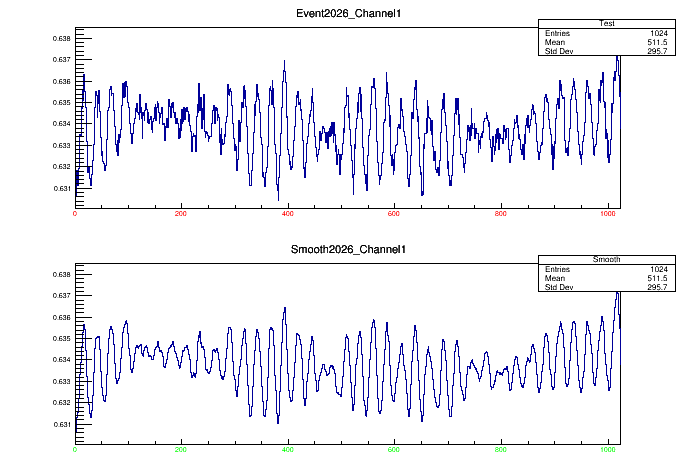 Event2026_Channel1
Test
Entries 1024
Mean 511.5
Std Dev 295.7
0.638
0.637
0.636
0.635
0.634
0.633
0.632
0.631
0 200 400 600 800 1000
Smooth2026_Channel1
Smooth
Entries 1024
Mean 511.5
Std Dev 295.7
0.638
0.637
0.636
0.635
0.634
0.633
0.632
0.631
0 200 400 600 800 1000